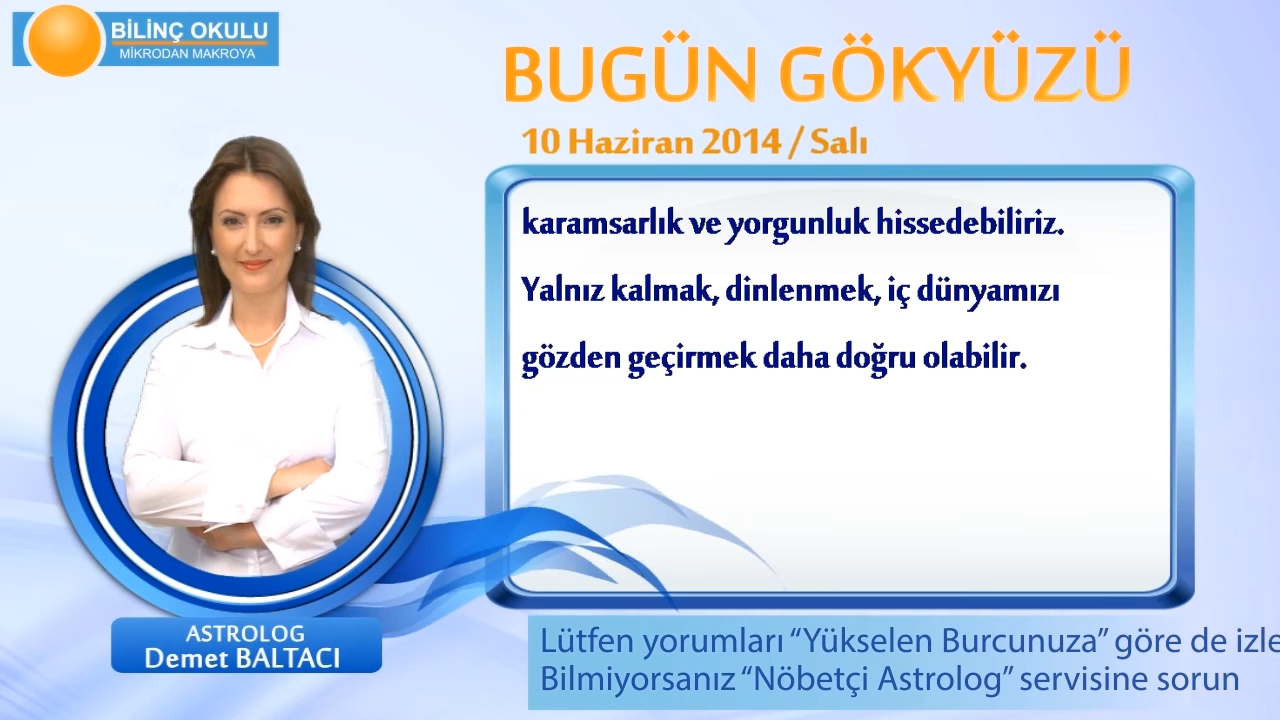 BİLİNÇ OKULU
MİKRODAN MAKROYA
BUGÜN GÖKYÜZÜ
10 Haziran 2014 / Salı
karamsarlık ve yorgunluk hissedebiliriz.
Yalnız kalmak, dinlenmek, iç dünyamızı
gözden geçirmek daha doğru olabilir.
ASTROLOG
Demet BALTACI
Lütfen yorumları “Yükselen Burcunuza” göre de izle
Bilmiyorsanız “Nöbetçi Astrolog” servisine sorun